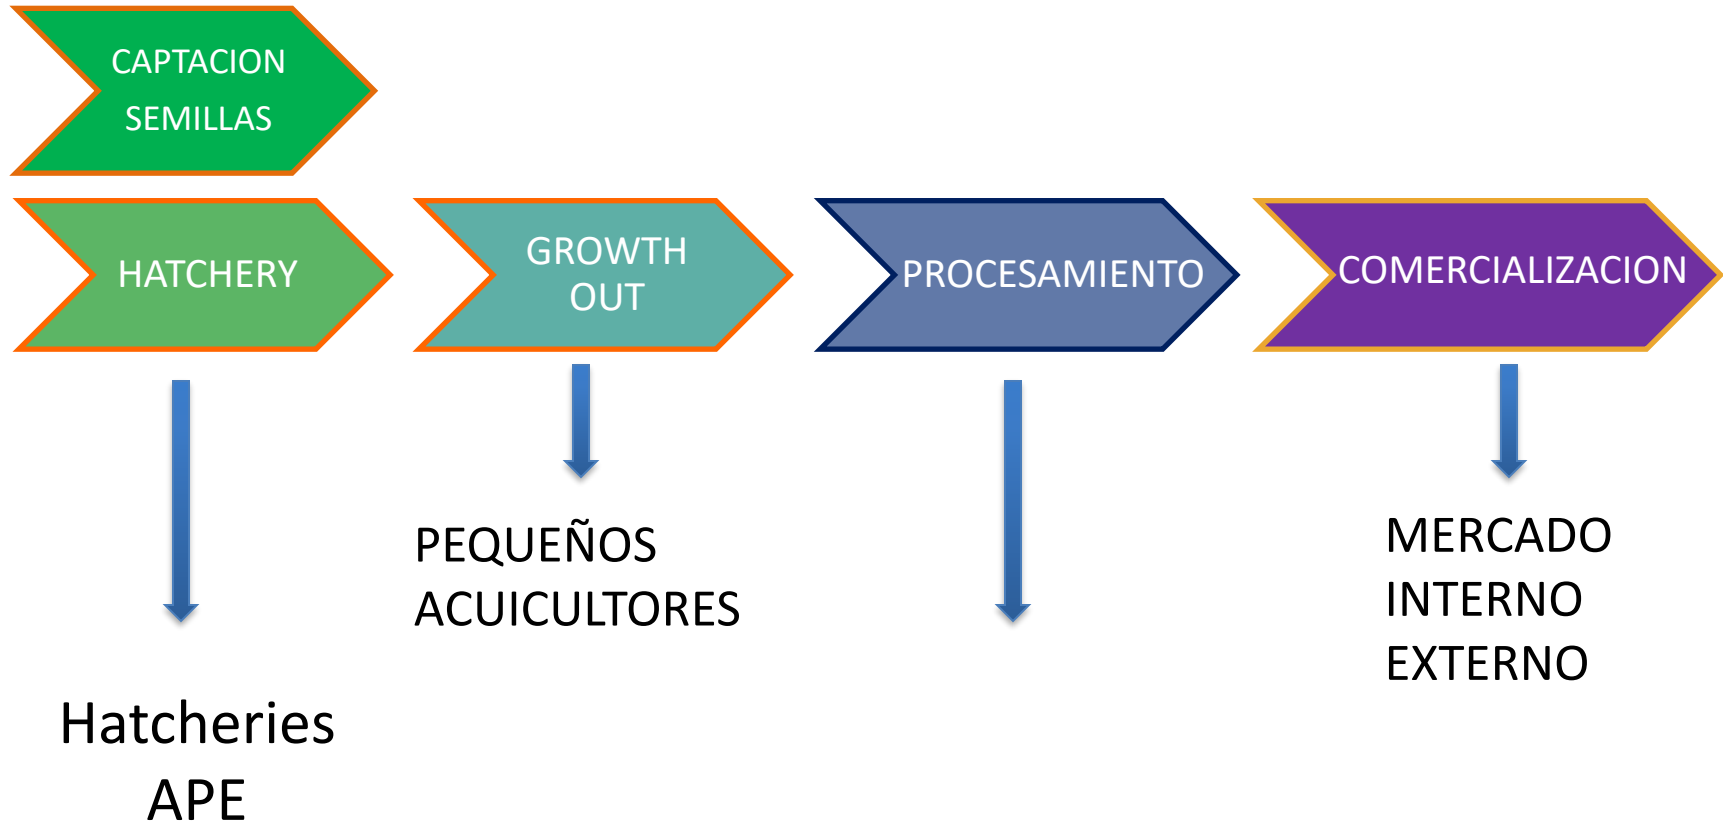 CAPTACION
SEMILLAS
HATCHERY
GROWTH
OUT
PROCESAMIENTO
COMERCIALIZACION
PEQUEÑOS
ACUICULTORES
MERCADO
INTERNO
EXTERNO
Hatcheries
APE